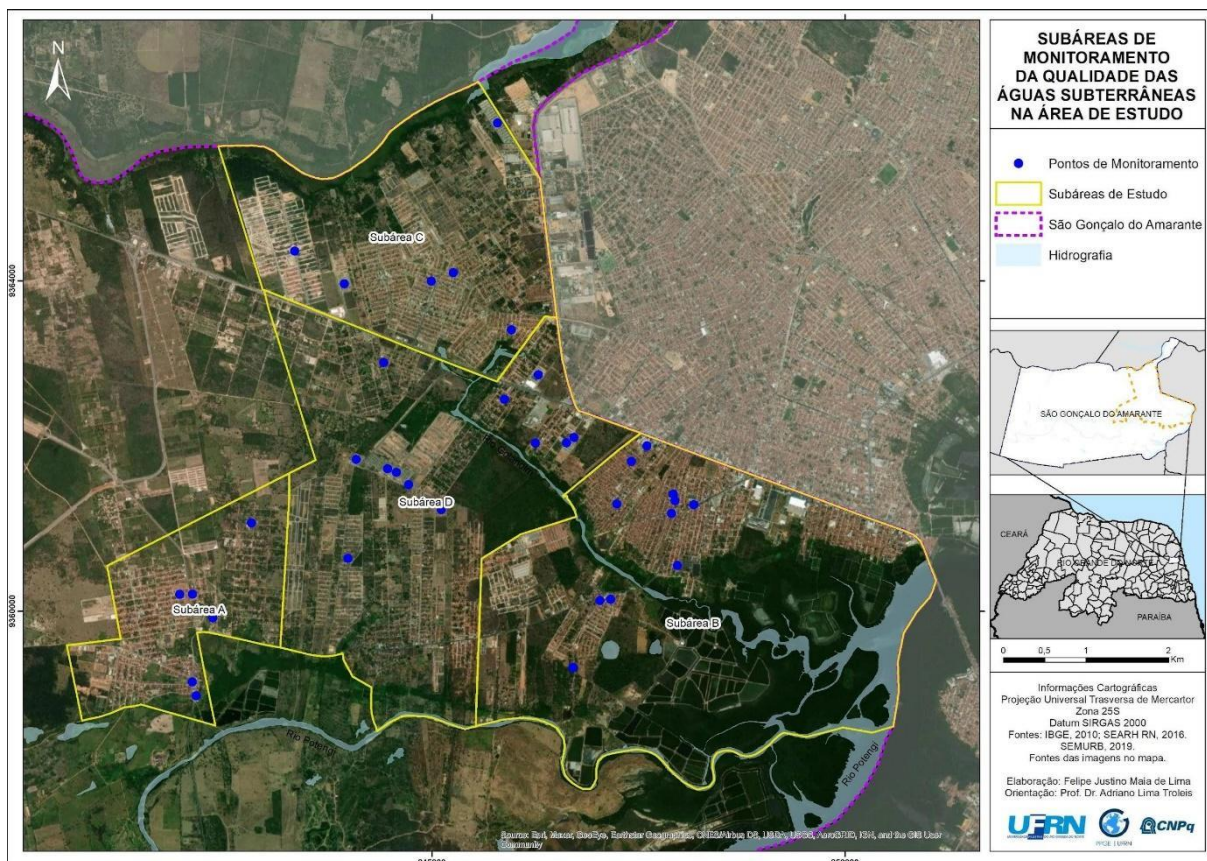 N
Subárea C
Subárea D
Subárea A
Subárea B
Rio Potengi
Rio Potengi
9364000
9360000
Community
SUBÁREAS DE
MONITORAMENTO
DA QUALIDADE DAS
ÁGUAS SUBTERRÂNEAS
NA ÁREA DE ESTUDO
Pontos de Monitoramento
Subáreas de Estudo
São Gonçalo do Amarante
Hidrografia
SÃO GONÇALO DO AMARANTE
CEARÁ
RIO GRANDE DO NORTE
PARAÍBA
0 0,5 1 2
Km
Informações Cartográficas
Projeção Universal Trasversa de Mercartor
Zona 25S
Datum SIRGAS 2000
Fontes: IBGE, 2010; SEARH RN, 2016.
SEMURB, 2019.
Fontes das imagens no mapa.
Elaboração: Felipe Justino Maia de Lima
Orientação: Prof. Dr. Adriano Lima Troleis
UFRN
PPGE | UFRN
CNPq